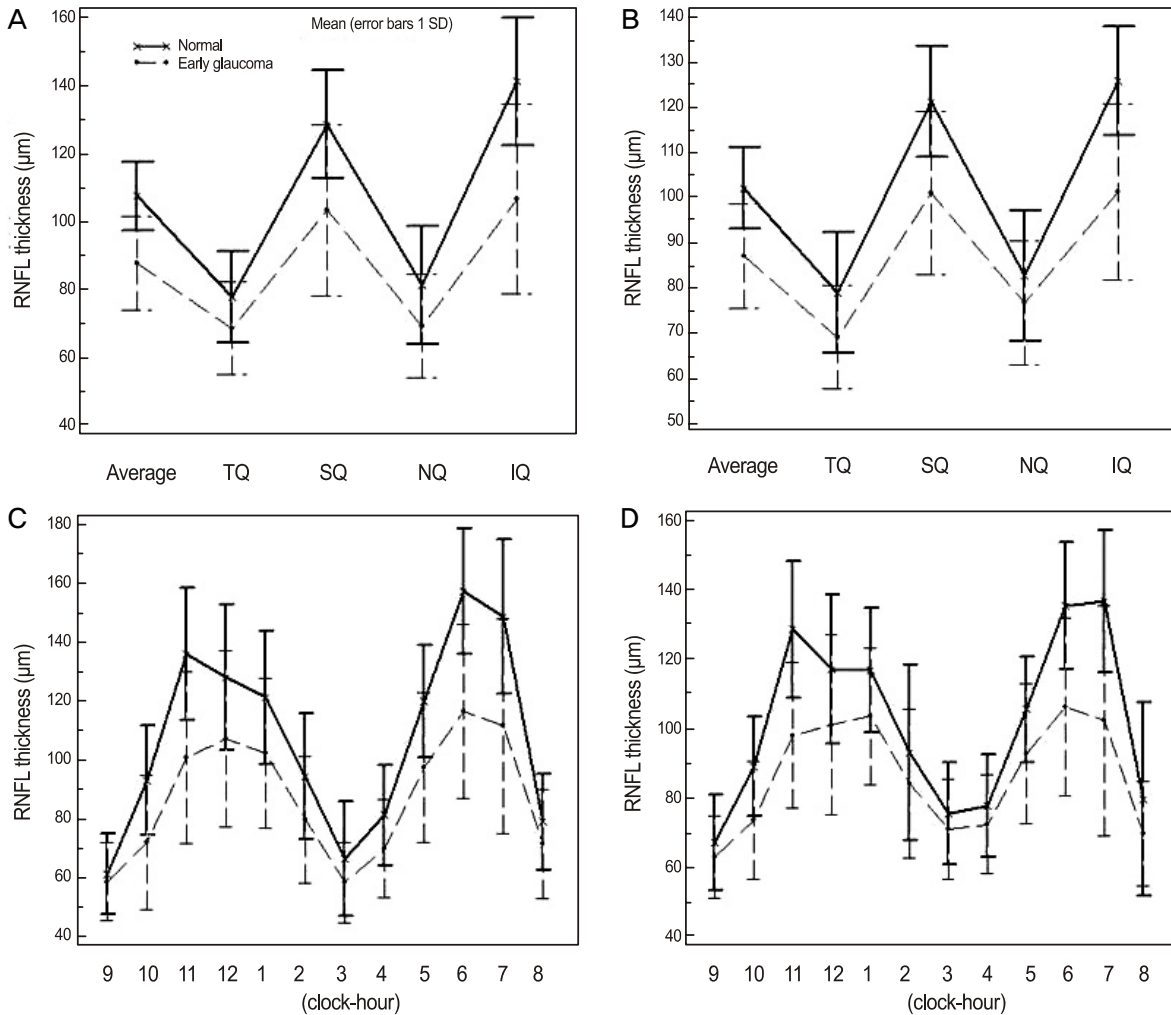 A
Mean (error bars 1 SD)
Normal
Early glaucoma
RNFL thickness (µm)
160
140
120
100
80
60
40
Average TQ SQ NQ IQ
B
RNFL thickness (µm)
140
130
120
110
100
90
80
70
60
50
Average TQ SQ NQ IQ
C
RNFL thickness (µm)
180
160
140
120
100
80
60
40
9 10 11 12 1 2 3 4 5 6 7 8
(clock-hour)
D
RNFL thickness (µm)
160
140
120
100
80
60
40
9 10 11 12 1 2 3 4 5 6 7 8
(clock-hour)